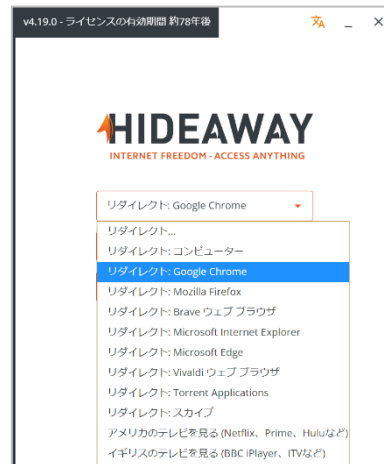 v4.19.0 - ライセンスの有効期間 約78年後
文A
HIDEAWAY
INTERNET FREEDOM - ACCESS ANYTHING
リダイレクト: Google Chrome
リダイレクト...
リダイレクト: コンピューター
リダイレクト: Google Chrome
リダイレクト: Mozilla Firefox
リダイレクト: Brave ウェブ ブラウザ
リダイレクト: Microsoft Internet Explorer
リダイレクト: Microsoft Edge
リダイレクト: Vivaldi ウェブ ブラウザ
リダイレクト: Torrent Applications
リダイレクト: スカイプ
アメリカのテレビを見る (Netflix、Prime、Huluなど)
イギリスのテレビを見る (BBC iPlayer、ITVなど)